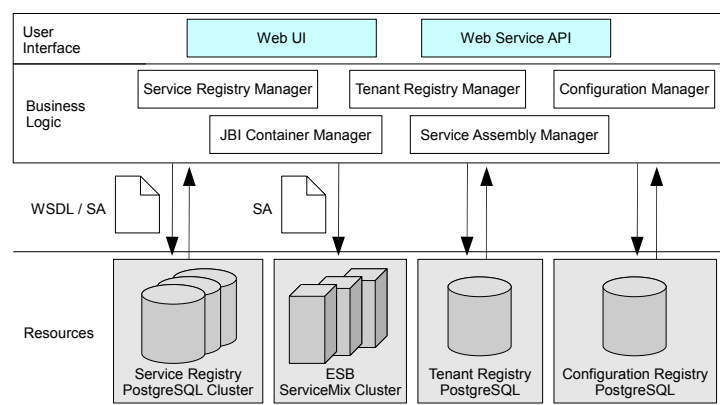 User
Interface
Web UI
Web Service API
Business
Logic
Service Registry Manager
Tenant Registry Manager
Configuration Manager
JBI Container Manager
Service Assembly Manager
WSDL / SA
SA
Resources
Service Registry
PostgreSQL Cluster
ESB
ServiceMix Cluster
Tenant Registry
PostgreSQL
Configuration Registry
PostgreSQL